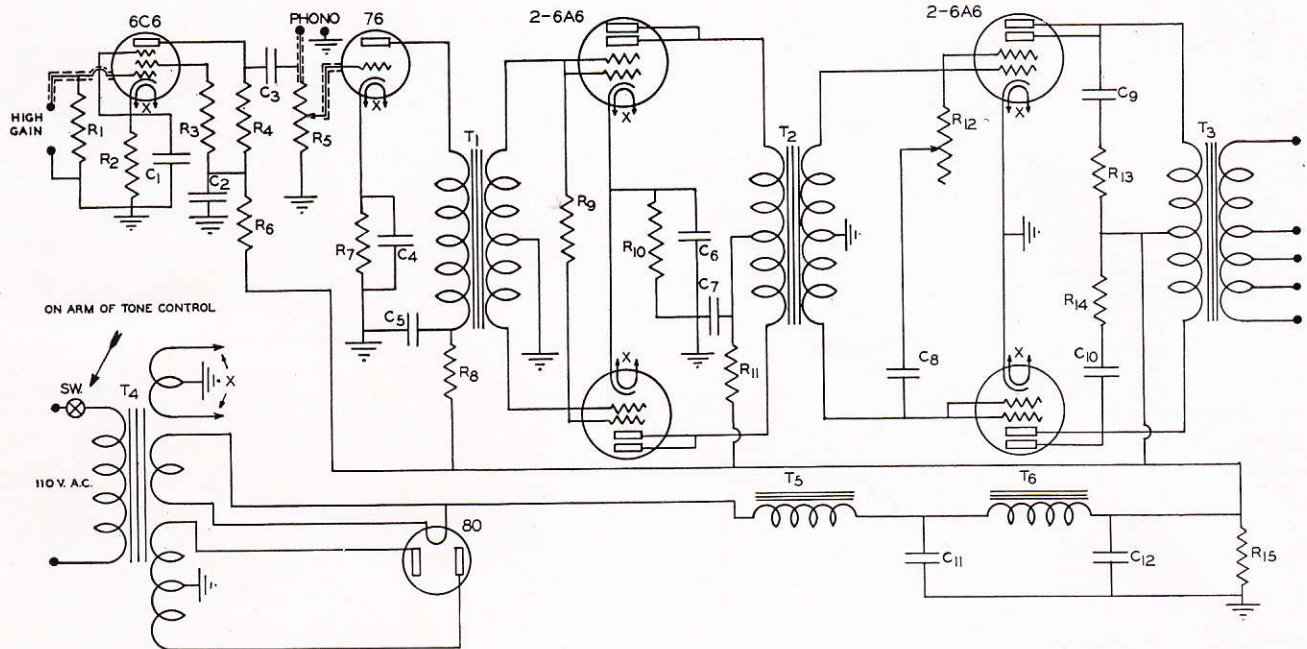 6C6
PHONO
76
2-6A6
2-6A6
HIGH GAIN
R1
R2
C1
R3
C2
R4
C3
R5
R6
R7
C4
C5
T1
R8
R9
R10
C6
C7
R11
T2
R12
C8
C9
R13
R14
C10
T3
X
X
X
X
X
X
ON ARM OF TONE CONTROL
SW.
T4
X
110 V. A.C.
80
T5
T6
C11
C12
R15